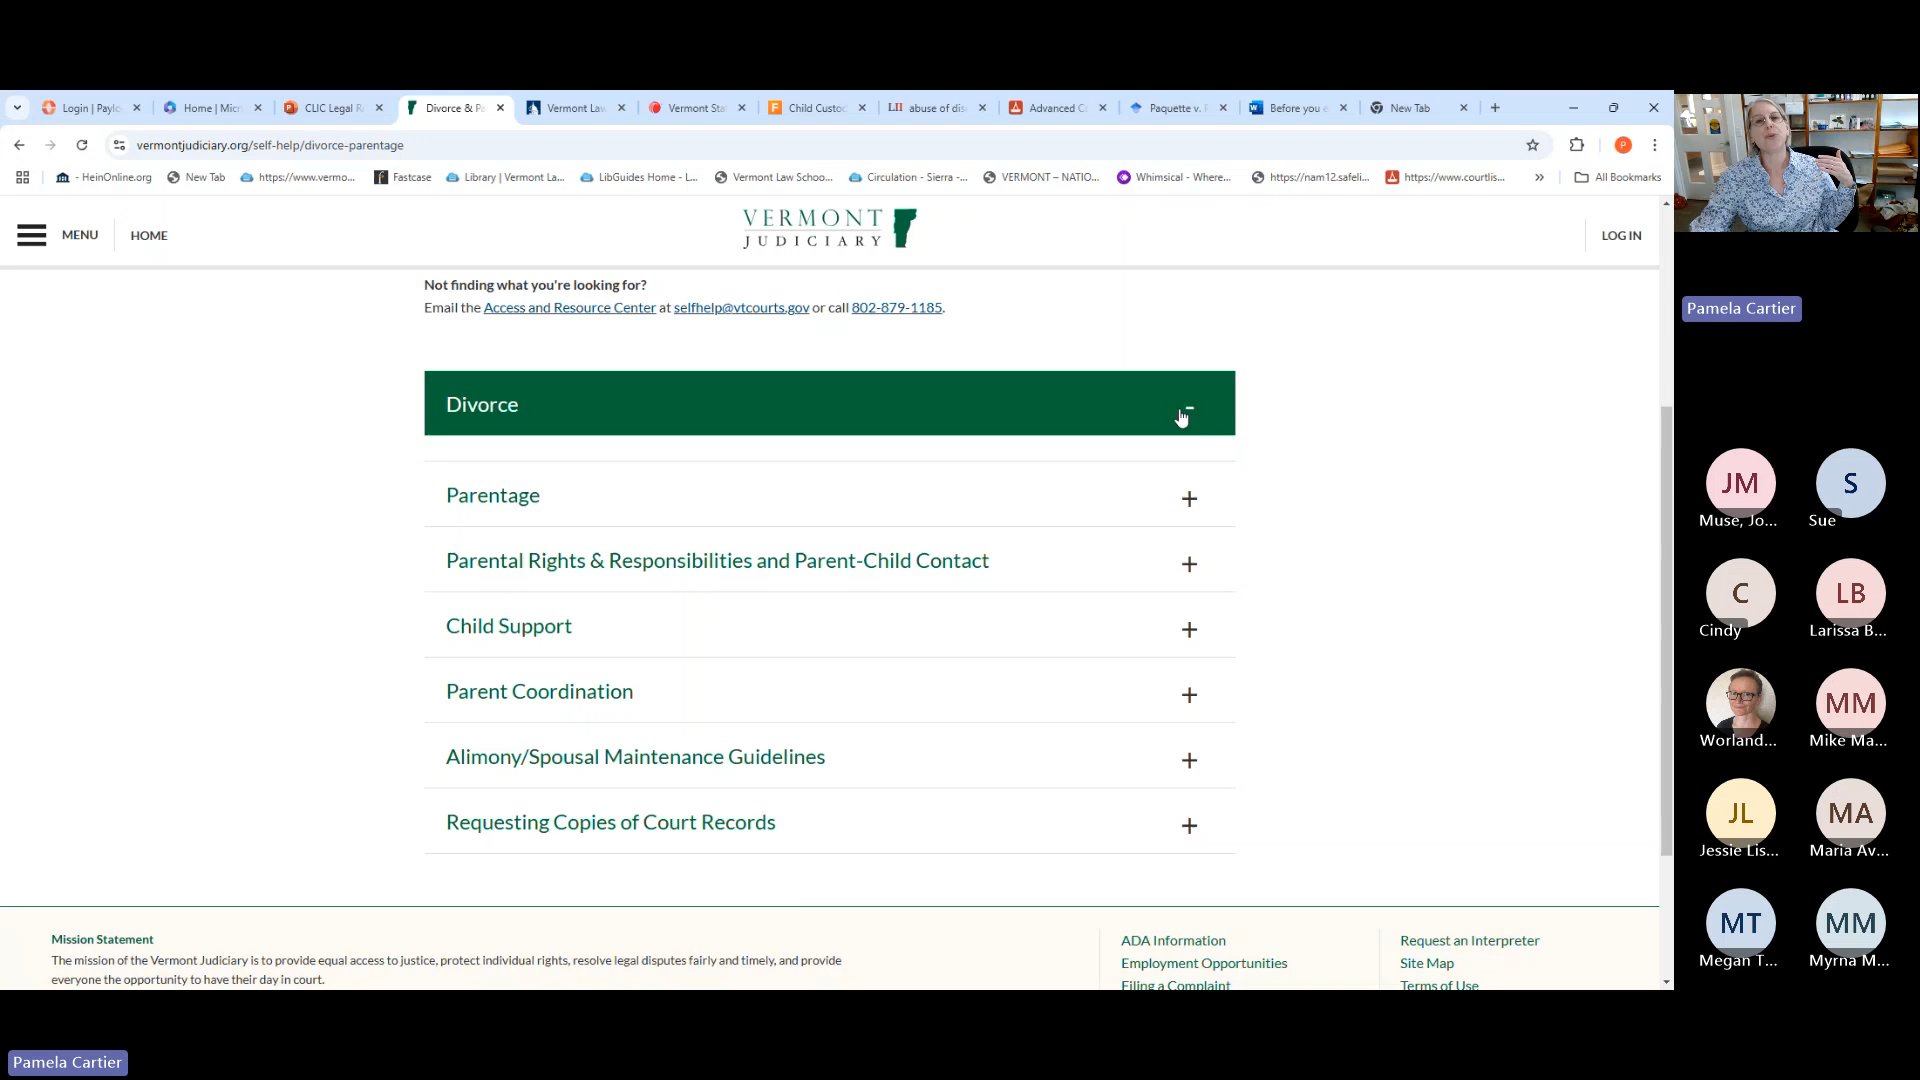 Login | Paylo
Home | Micr
CLIC Legal R
Divorce & Pa
Vermont Law
Vermont Sta
Child Custod
LII abuse of dis
Advanced Ca
Paquette v. P
Before you e
New Tab
vermontjudiciary.org/self-help/divorce-parentage
- HeinOnline.org
New Tab
https://www.vermo...
Fastcase
Library | Vermont La...
LibGuides Home - L...
Vermont Law Schoo...
Circulation - Sierra -...
VERMONT – NATIO...
Whimsical - Where...
https://nam12.safeli...
https://www.courtlis...
All Bookmarks
MENU
HOME
VERMONT
JUDICIARY
LOG IN
Not finding what you're looking for?
Email the Access and Resource Center at selfhelp@vtcourts.gov or call 802-879-1185.
Divorce
Parentage
Parental Rights & Responsibilities and Parent-Child Contact
Child Support
Parent Coordination
Alimony/Spousal Maintenance Guidelines
Requesting Copies of Court Records
Mission Statement
The mission of the Vermont Judiciary is to provide equal access to justice, protect individual rights, resolve legal disputes fairly and timely, and provide
everyone the opportunity to have their day in court.
ADA Information
Employment Opportunities
Filing a Complaint
Request an Interpreter
Site Map
Terms of Use
Pamela Cartier
JM
Muse, Jo...
S
Sue
C
Cindy
LB
Larissa B...
Worland...
MM
Mike Ma...
JL
Jessie Lis...
MA
Maria Av...
MT
Megan T...
MM
Myrna M...
Pamela Cartier